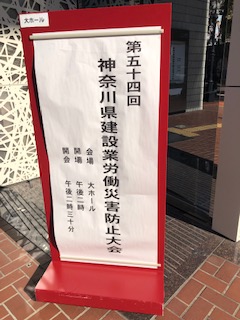 大ホール
第五十四回
神奈川県建設業労働災害防止大会
会場　大ホール
開場　午後二時
開会　午後二時三十分